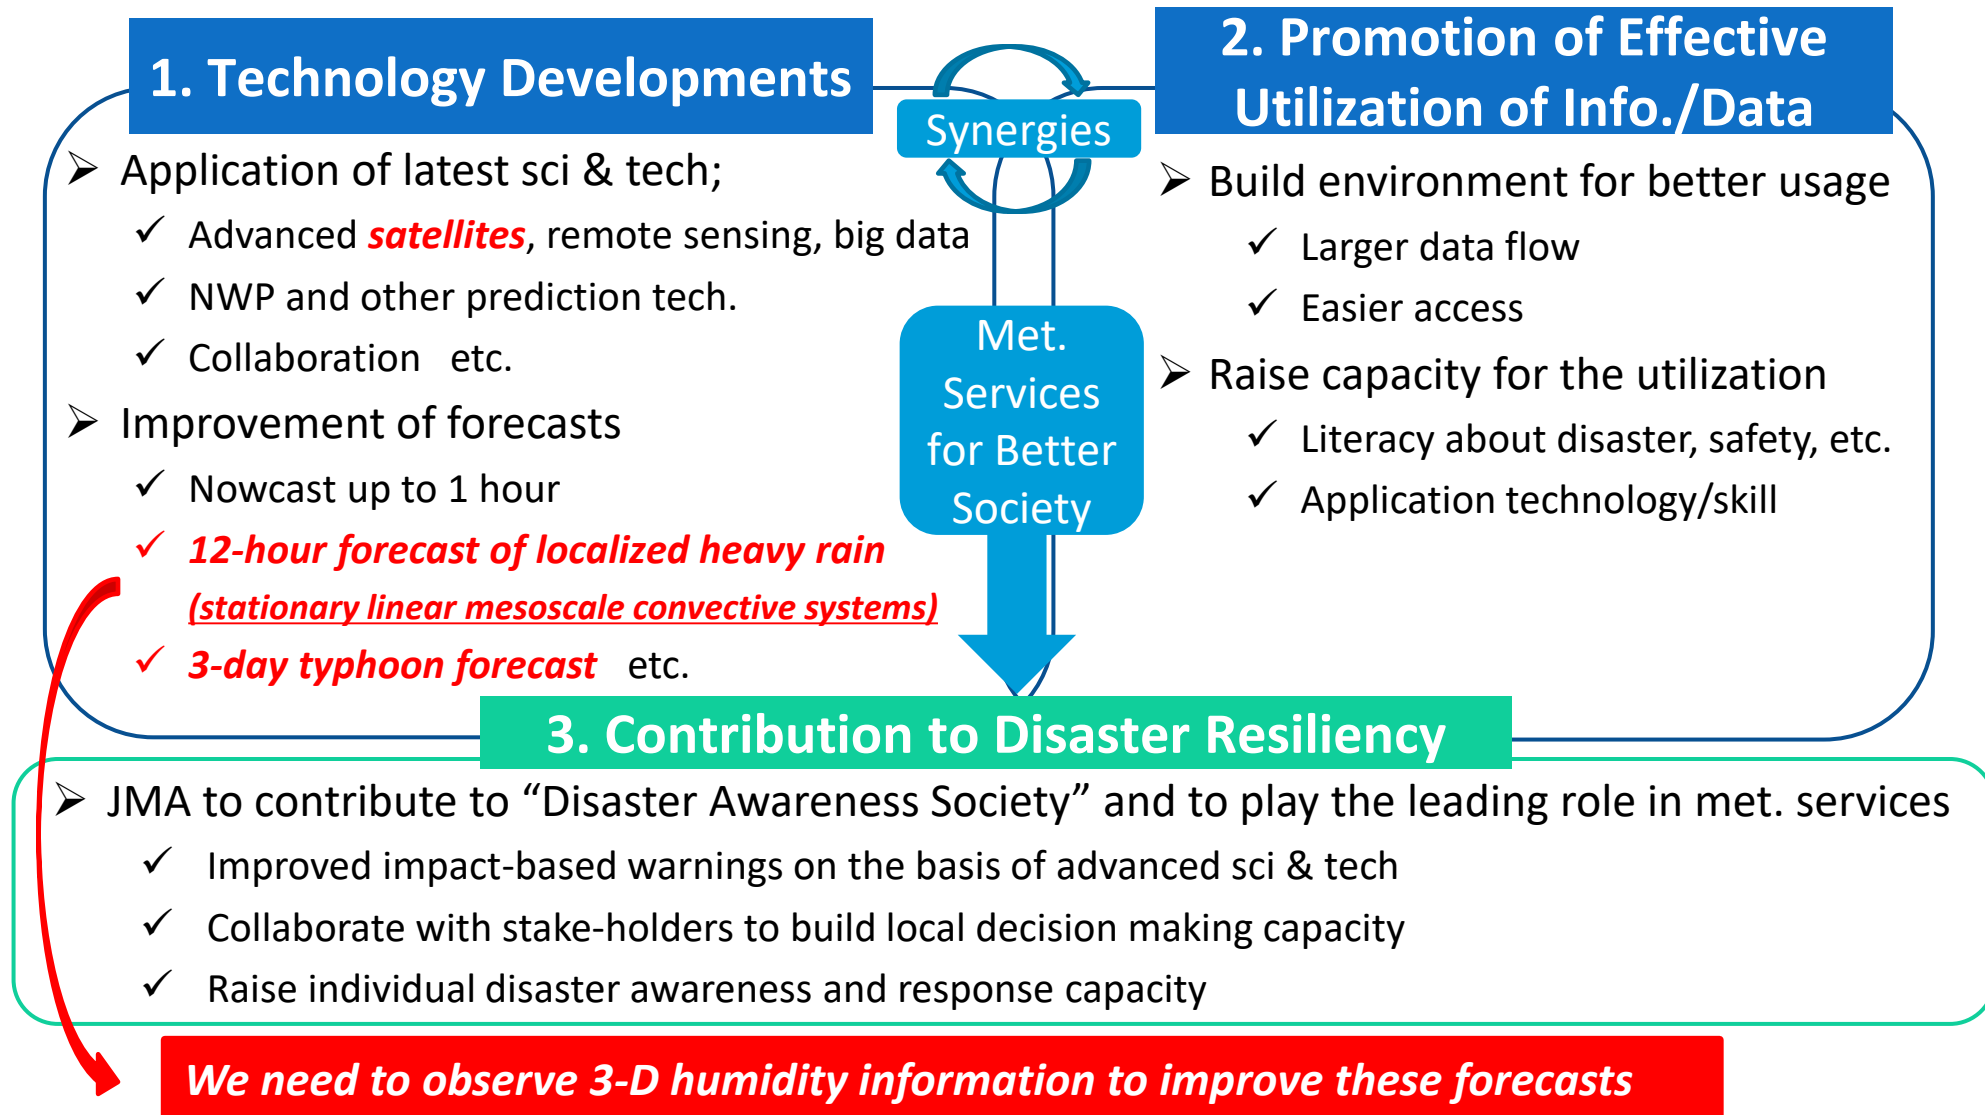 1. Technology Developments
➢ Application of latest sci & tech;
✓ Advanced satellites, remote sensing, big data
✓ NWP and other prediction tech.
✓ Collaboration etc.
➢ Improvement of forecasts
✓ Nowcast up to 1 hour
✓ 12-hour forecast of localized heavy rain
(stationary linear mesoscale convective systems)
✓ 3-day typhoon forecast etc.
Synergies
Met.
Services
for Better
Society
2. Promotion of Effective
Utilization of Info./Data
➢ Build environment for better usage
✓ Larger data flow
✓ Easier access
➢ Raise capacity for the utilization
✓ Literacy about disaster, safety, etc.
✓ Application technology/skill
3. Contribution to Disaster Resiliency
➢ JMA to contribute to “Disaster Awareness Society” and to play the leading role in met. services
✓ Improved impact-based warnings on the basis of advanced sci & tech
✓ Collaborate with stake-holders to build local decision making capacity
✓ Raise individual disaster awareness and response capacity
We need to observe 3-D humidity information to improve these forecasts